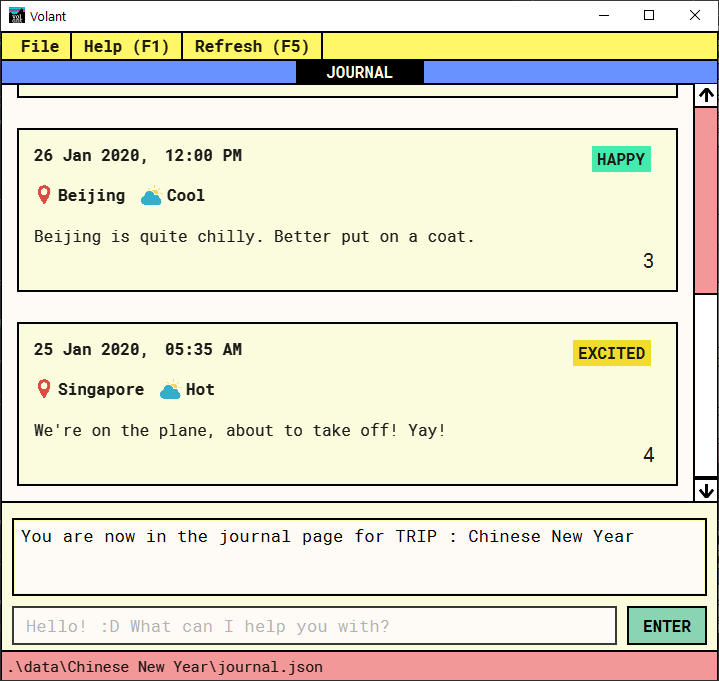 Volant
File Help (F1) Refresh (F5)
JOURNAL
26 Jan 2020, 12:00 PM
HAPPY
Beijing Cool
Beijing is quite chilly. Better put on a coat.
3
25 Jan 2020, 05:35 AM
EXCITED
Singapore Hot
We're on the plane, about to take off! Yay!
4
You are now in the journal page for TRIP : Chinese New Year
Hello! :D What can I help you with?
ENTER
.\data\Chinese New Year\journal.json